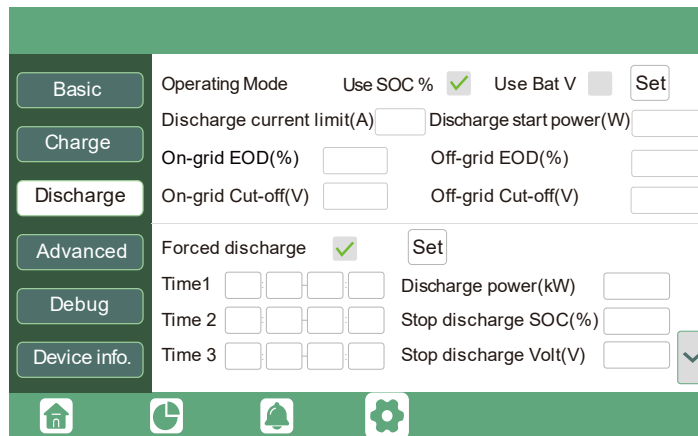 Basic
Charge
Discharge
Advanced
Debug
Device info.
Operating Mode Use SOC % Use Bat V Set
Discharge current limit(A) Discharge start power(W)
On-grid EOD(%) Off-grid EOD(%)
On-grid Cut-off(V) Off-grid Cut-off(V)
Forced discharge Set
Time1 Discharge power(kW)
Time 2 Stop discharge SOC(%)
Time 3 Stop discharge Volt(V)